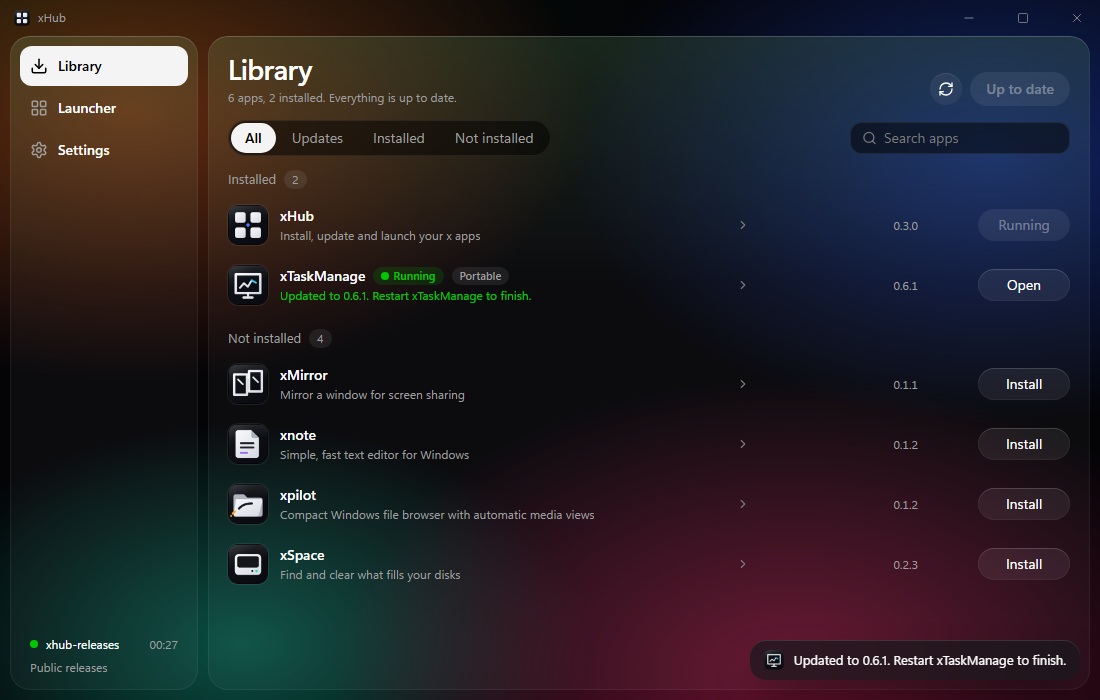 xHub
Library
Launcher
Settings
xhub-releases 00:27
Public releases
Library
6 apps, 2 installed. Everything is up to date.
Up to date
All Updates Installed Not installed
Search apps
Installed 2
xHub
Install, update and launch your x apps
0.3.0
Running
xTaskManage Running Portable
Updated to 0.6.1. Restart xTaskManage to finish.
0.6.1
Open
Not installed 4
xMirror
Mirror a window for screen sharing
0.1.1
Install
xnote
Simple, fast text editor for Windows
0.1.2
Install
xpilot
Compact Windows file browser with automatic media views
0.1.2
Install
xSpace
Find and clear what fills your disks
0.2.3
Install
Updated to 0.6.1. Restart xTaskManage to finish.